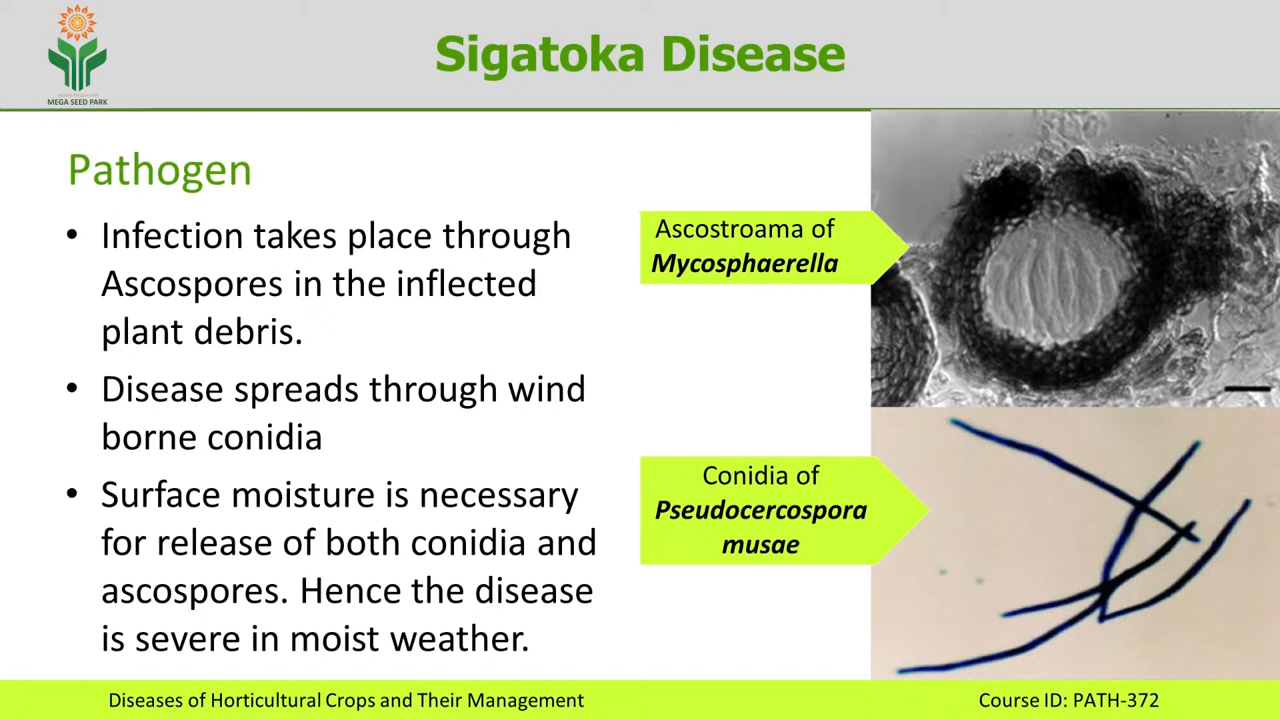 Sigatoka Disease
MEGA SEED PARK
Pathogen
• Infection takes place through
Ascospores in the inflected
plant debris.
• Disease spreads through wind
borne conidia
• Surface moisture is necessary
for release of both conidia and
ascospores. Hence the disease
is severe in moist weather.
Ascostroama of
Mycosphaerella
Conidia of
Pseudocercospora
musae
Diseases of Horticultural Crops and Their Management
Course ID: PATH-372